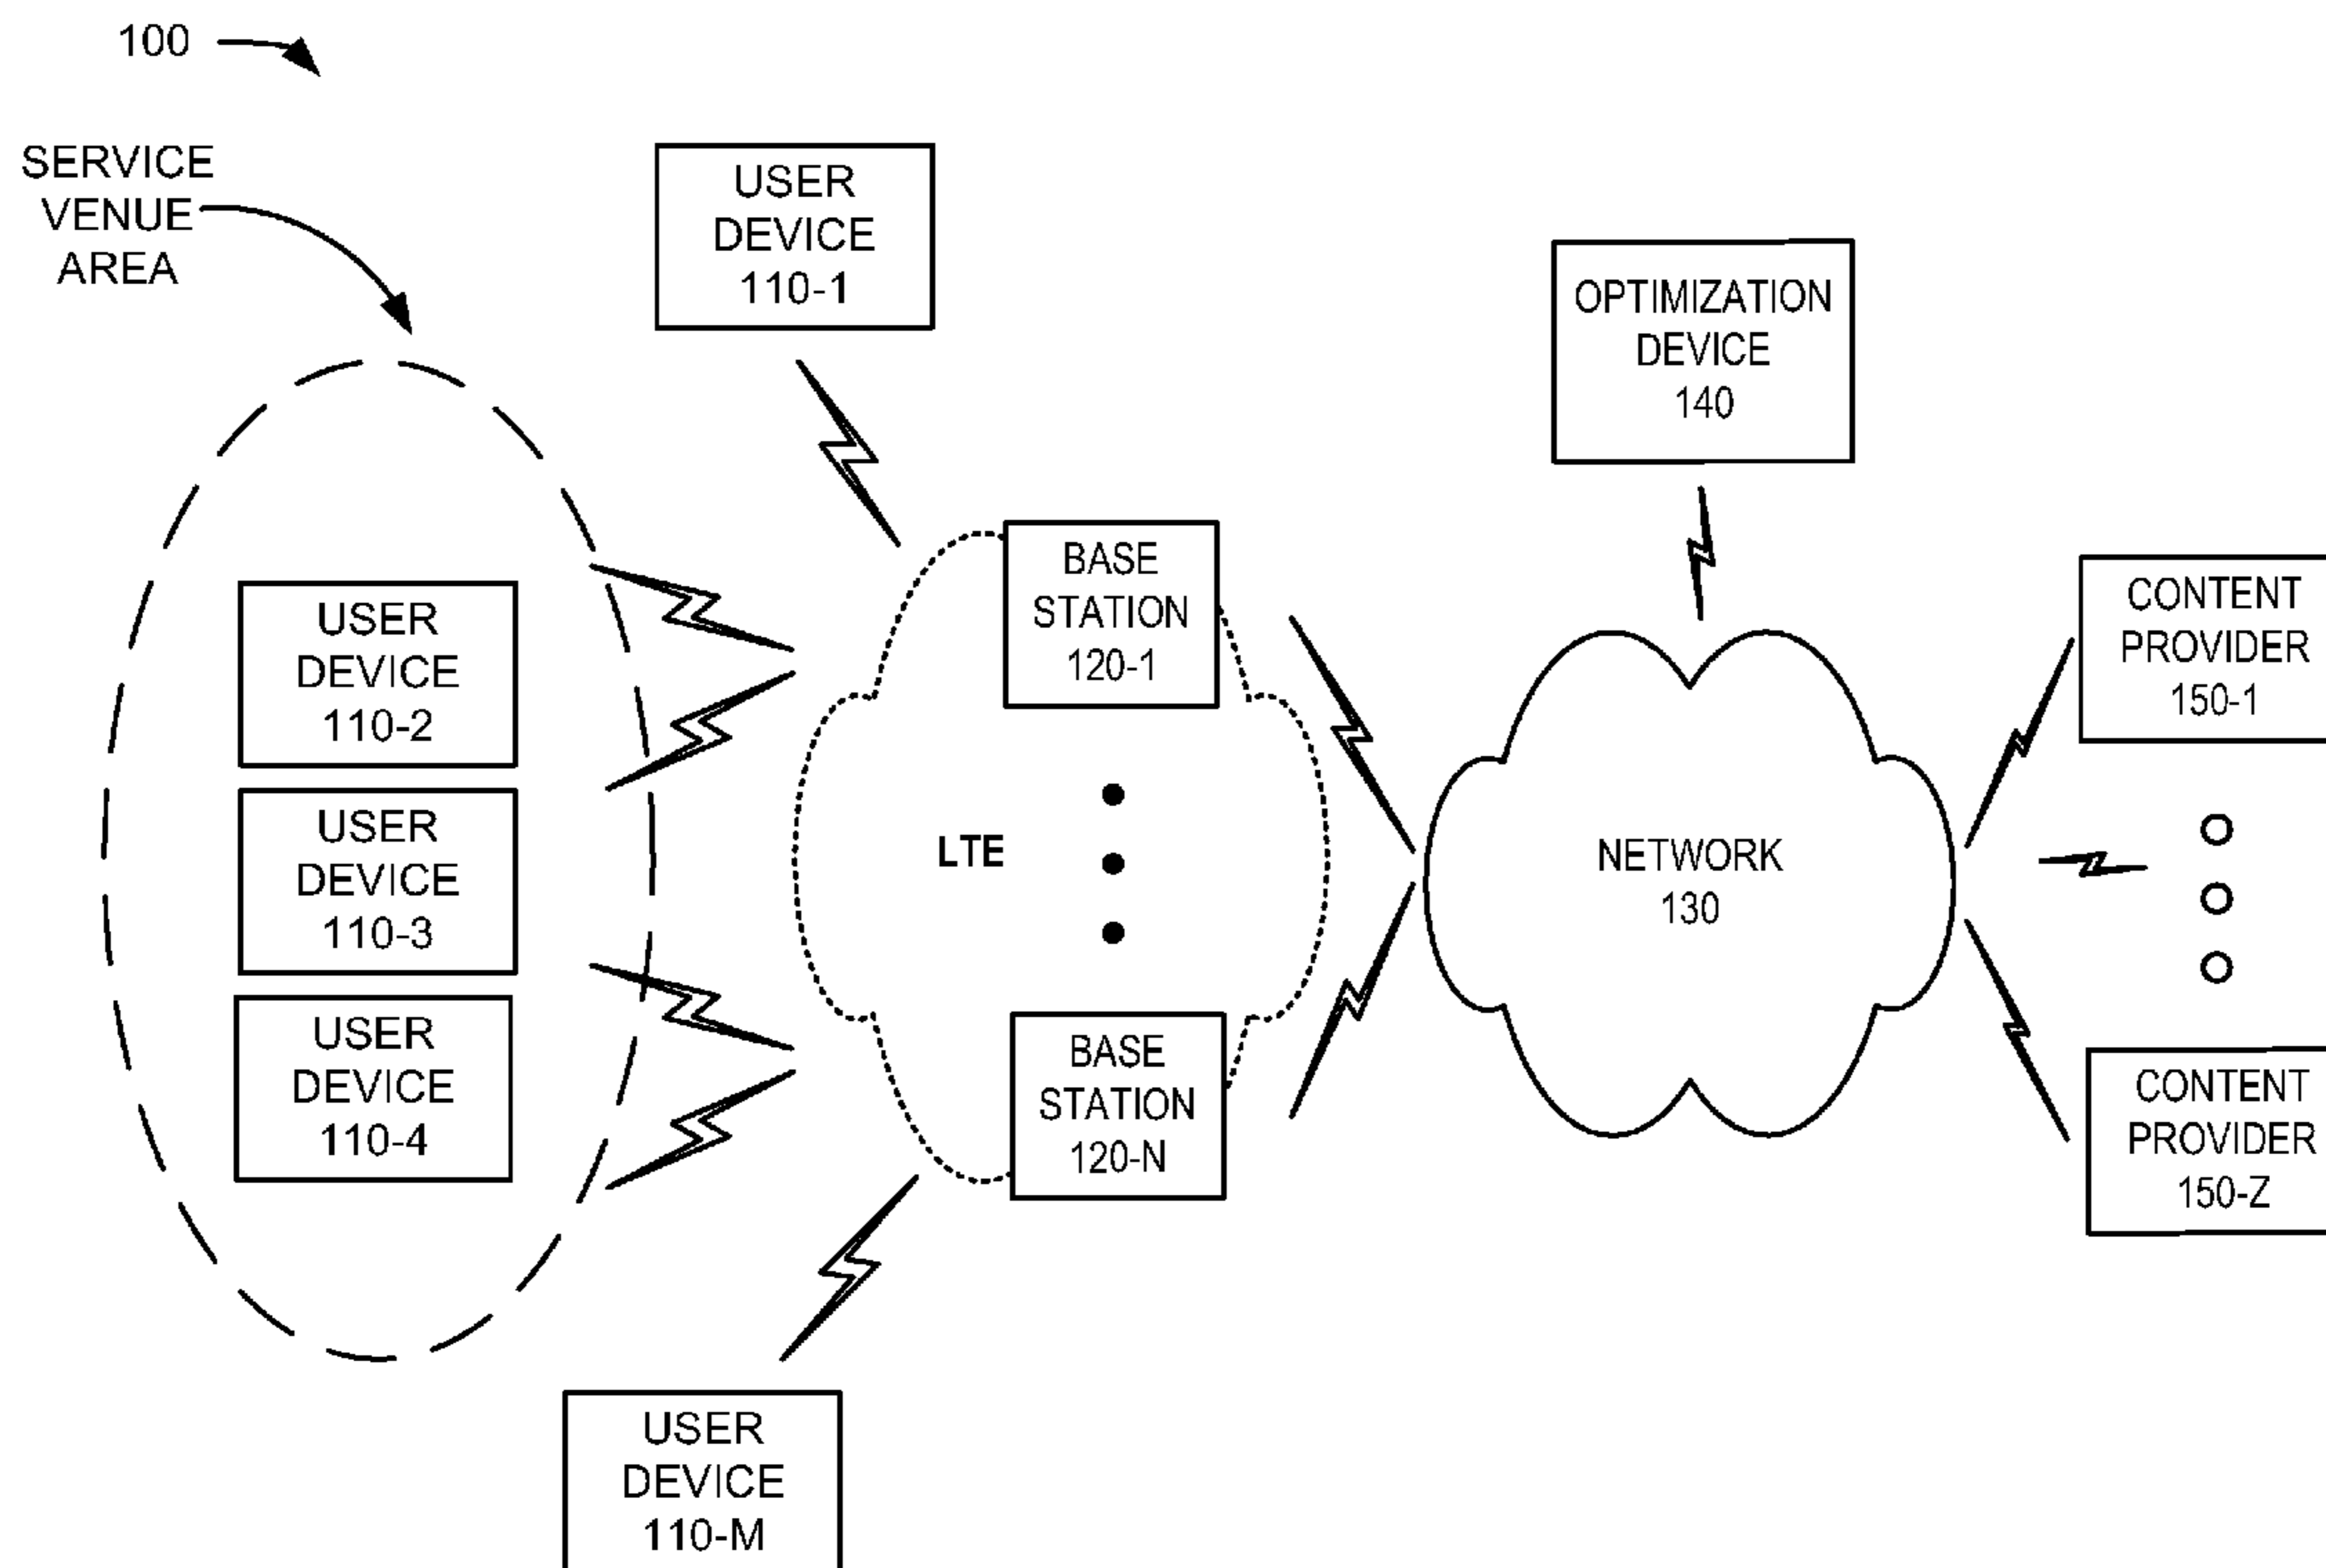 100
SERVICE
VENUE
AREA
USER
DEVICE
110-1
USER
DEVICE
110-2
USER
DEVICE
110-3
USER
DEVICE
110-4
USER
DEVICE
110-M
LTE
BASE
STATION
120-1
BASE
STATION
120-N
OPTIMIZATION
DEVICE
140
NETWORK
130
CONTENT
PROVIDER
150-1
CONTENT
PROVIDER
150-Z